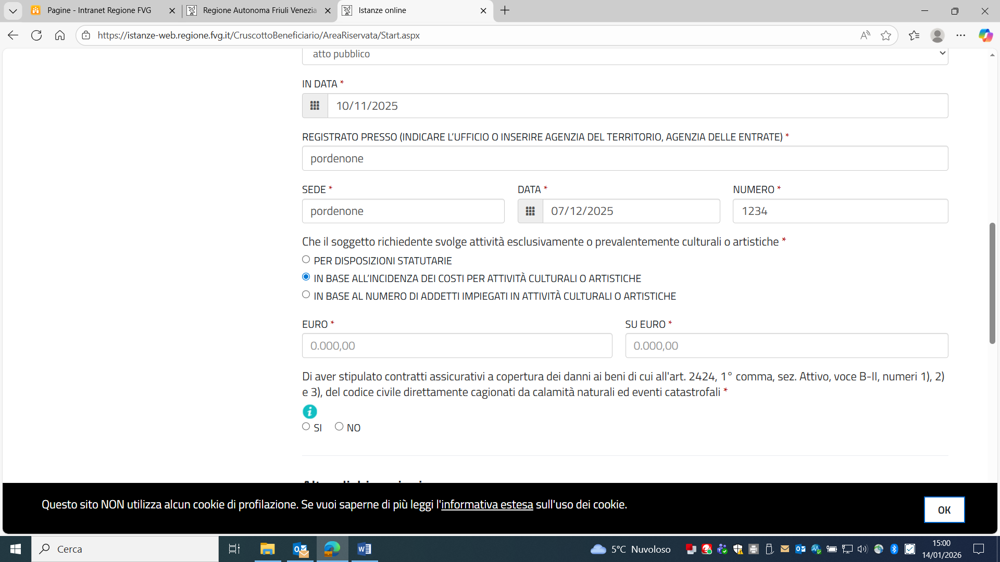 Pagine - Intranet Regione FVG
Regione Autonoma Friuli Venezia
Istanze online
https://istanze-web.regione.fvg.it/CruscottoBeneficiario/AreaRiservata/Start.aspx
atto pubblico
IN DATA *
10/11/2025
REGISTRATO PRESSO (INDICARE L’UFFICIO O INSERIRE AGENZIA DEL TERRITORIO, AGENZIA DELLE ENTRATE) *
pordenone
SEDE * DATA * NUMERO *
pordenone 07/12/2025 1234
Che il soggetto richiedente svolge attività esclusivamente o prevalentemente culturali o artistiche *
PER DISPOSIZIONI STATUTARIE
IN BASE ALL’INCIDENZA DEI COSTI PER ATTIVITÀ CULTURALI O ARTISTICHE
IN BASE AL NUMERO DI ADDETTI IMPIEGATI IN ATTIVITÀ CULTURALI O ARTISTICHE
EURO * SU EURO *
0.000,00 0.000,00
Di aver stipulato contratti assicurativi a copertura dei danni ai beni di cui all'art. 2424, 1° comma, sez. Attivo, voce B-II, numeri 1), 2)
e 3), del codice civile direttamente cagionati da calamità naturali ed eventi catastrofali *
i
SI NO
Questo sito NON utilizza alcun cookie di profilazione. Se vuoi saperne di più leggi l'informativa estesa sull'uso dei cookie.
OK
Cerca
5°C Nuvoloso
15:00
14/01/2026